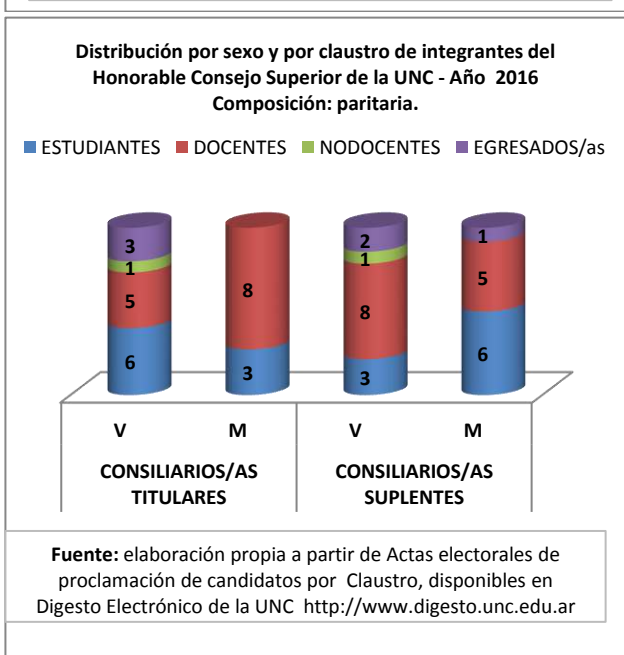 Distribución por sexo y por claustro de integrantes del
Honorable Consejo Superior de la UNC - Año 2016
Composición: paritaria.
ESTUDIANTES DOCENTES NODOCENTES EGRESADOS/as
3
1
5
6
8
3
2
1
8
3
1
5
6
V M V M
CONSILIARIOS/AS
TITULARES
CONSILIARIOS/AS
SUPLENTES
Fuente: elaboración propia a partir de Actas electorales de
proclamación de candidatos por Claustro, disponibles en
Digesto Electrónico de la UNC http://www.digesto.unc.edu.ar